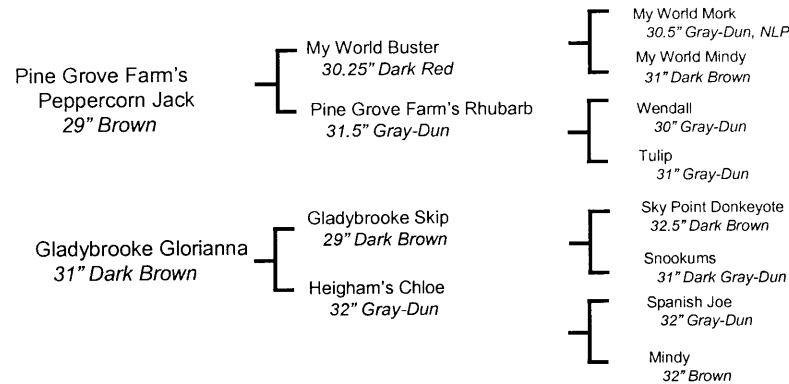 Pine Grove Farm's
Peppercorn Jack
29" Brown
My World Buster
30.25" Dark Red
Pine Grove Farm's Rhubarb
31.5" Gray-Dun
My World Mork
30.5" Gray-Dun, NLP
My World Mindy
31" Dark Brown
Wendall
30" Gray-Dun
Tulip
31" Gray-Dun
Gladybrooke Glorianna
31" Dark Brown
Gladybrooke Skip
29" Dark Brown
Heigham's Chloe
32" Gray-Dun
Sky Point Donkeyote
32.5" Dark Brown
Snookums
31" Dark Gray-Dun
Spanish Joe
32" Gray-Dun
Mindy
32" Brown